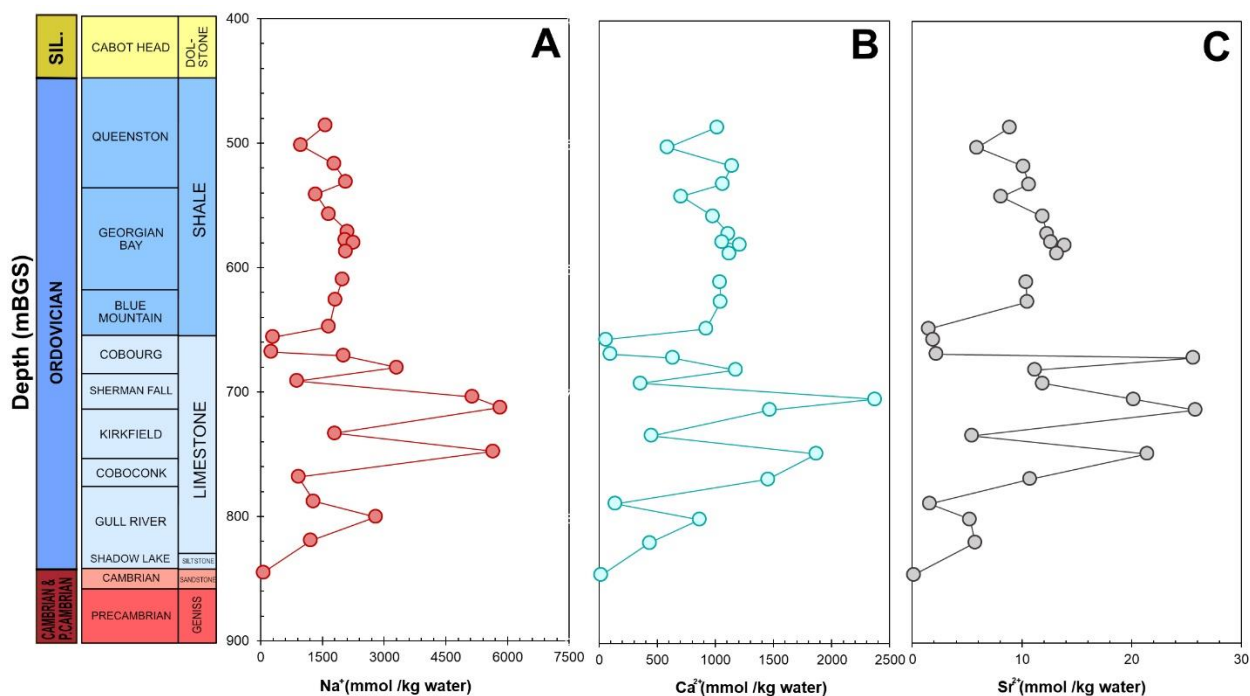 Depth (mBGS)
SIL.
ORDOVICIAN
CAMBRIAN &
P.CAMBRIAN
CABOT HEAD
QUEENSTON
GEORGIAN
BAY
BLUE
MOUNTAIN
COBOURG
SHERMAN FALL
KIRKFIELD
COBOCONK
GULL RIVER
SHADOW LAKE
CAMBRIAN
PRECAMBRIAN
DOL-
STONE
SHALE
LIMESTONE
SILTSTONE
SANDSTONE
GENISS
400
500
600
700
800
900
A
0 1500 3000 4500 6000 7500
Na⁺(mmol /kg water)
B
0 500 1000 1500 2000 2500
Ca²⁺(mmol /kg water)
C
0 10 20 30
Sr²⁺(mmol /kg water)